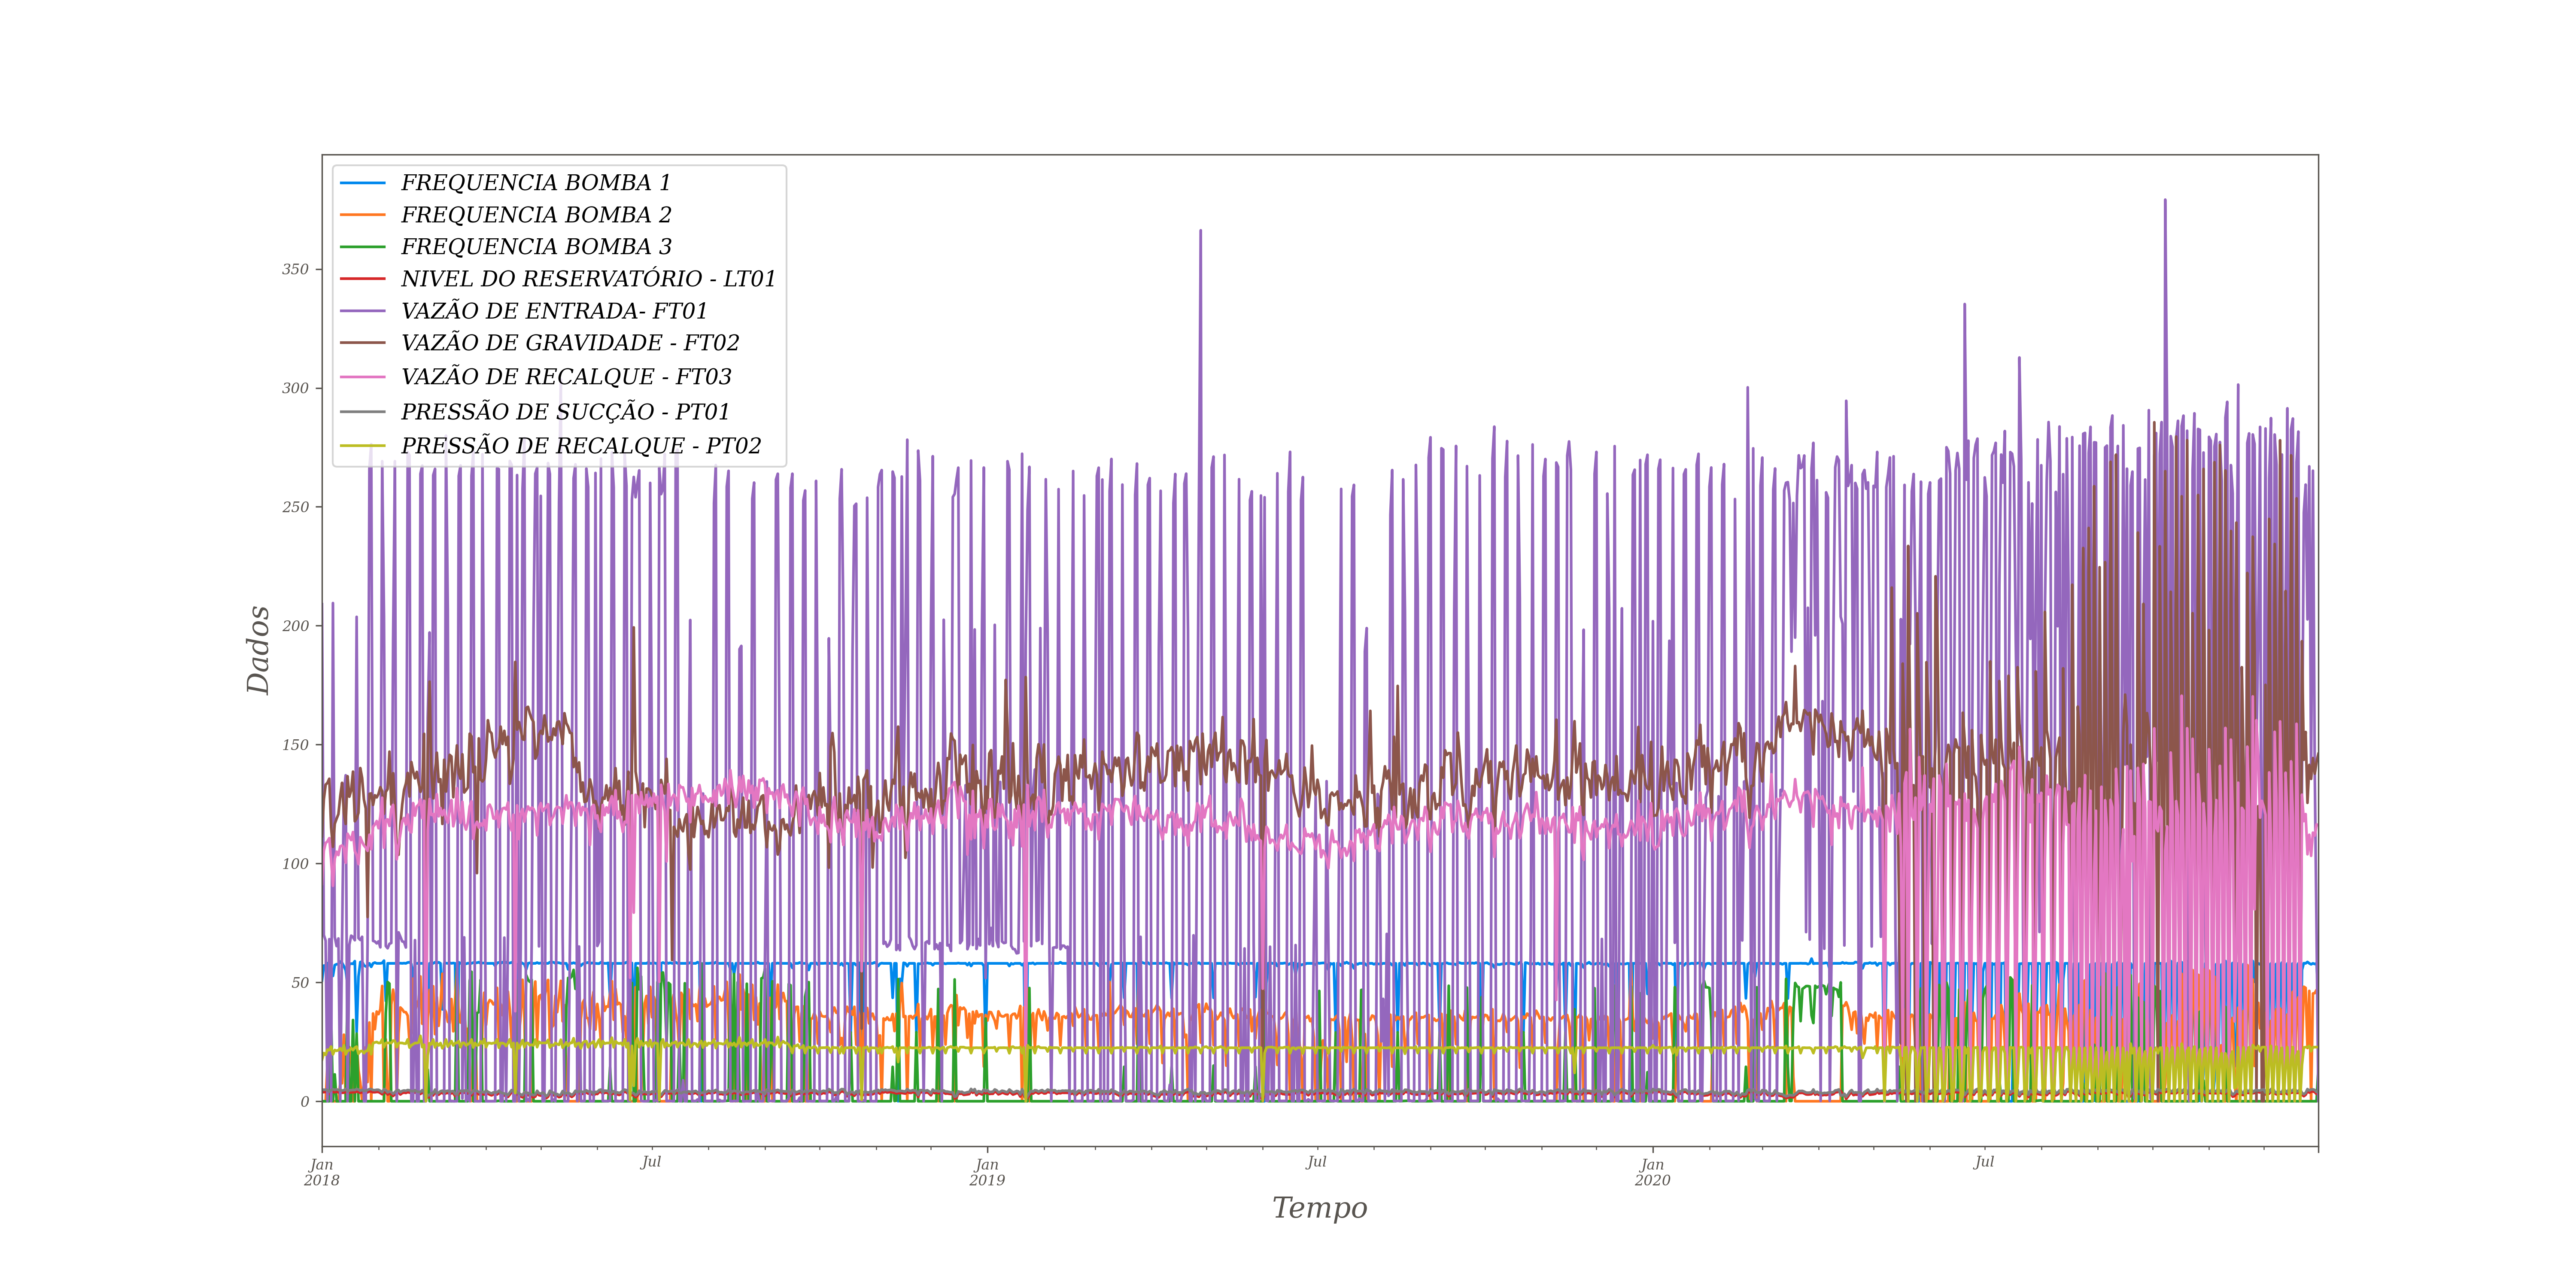 FREQUENCIA BOMBA 1
FREQUENCIA BOMBA 2
FREQUENCIA BOMBA 3
NIVEL DO RESERVATÓRIO - LT01
VAZÃO DE ENTRADA- FT01
VAZÃO DE GRAVIDADE - FT02
VAZÃO DE RECALQUE - FT03
PRESSÃO DE SUCÇÃO - PT01
PRESSÃO DE RECALQUE - PT02
350
300
250
200
150
100
50
0
Dados
Jan Jul Jan Jul Jan Jul
2018 2019 2020
Tempo